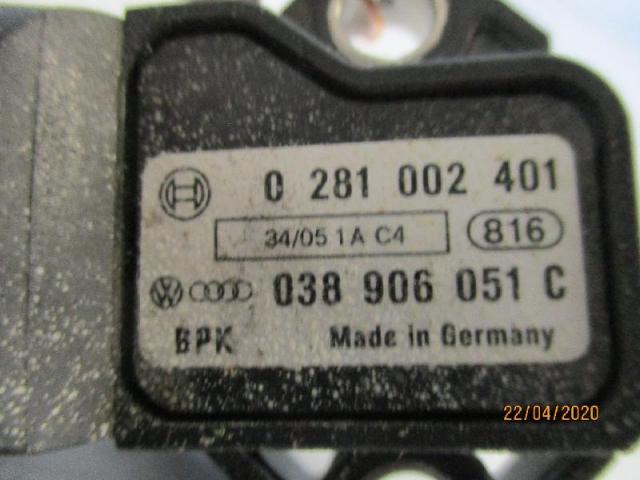 0 281 002 401
34/05 1A C4 816
038 906 051 C
BPK Made in Germany
22/04/2020